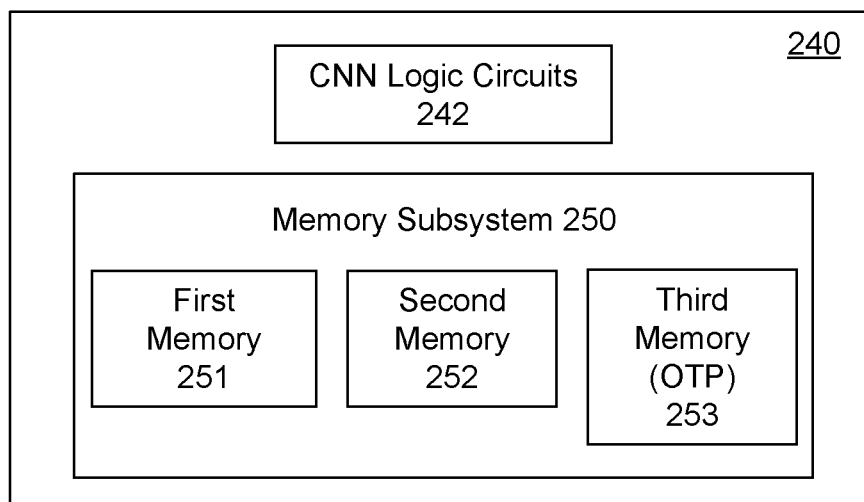 240
CNN Logic Circuits
242
Memory Subsystem 250
First
Memory
251
Second
Memory
252
Third
Memory
(OTP)
253